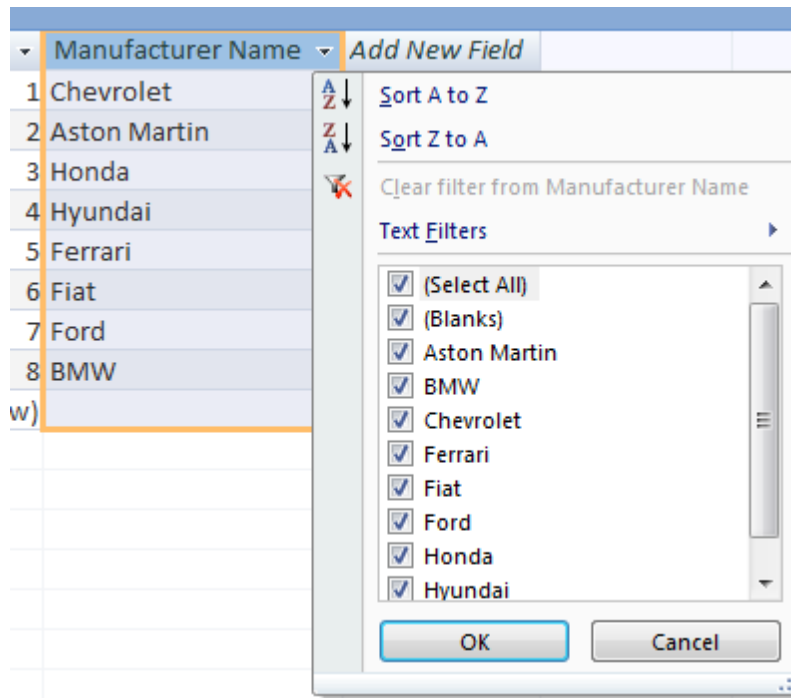 Manufacturer Name Add New Field
1 Chevrolet
2 Aston Martin
3 Honda
4 Hyundai
5 Ferrari
6 Fiat
7 Ford
8 BMW
w)
Sort A to Z
Sort Z to A
Clear filter from Manufacturer Name
Text Filters
(Select All)
(Blanks)
Aston Martin
BMW
Chevrolet
Ferrari
Fiat
Ford
Honda
Hyundai
OK Cancel